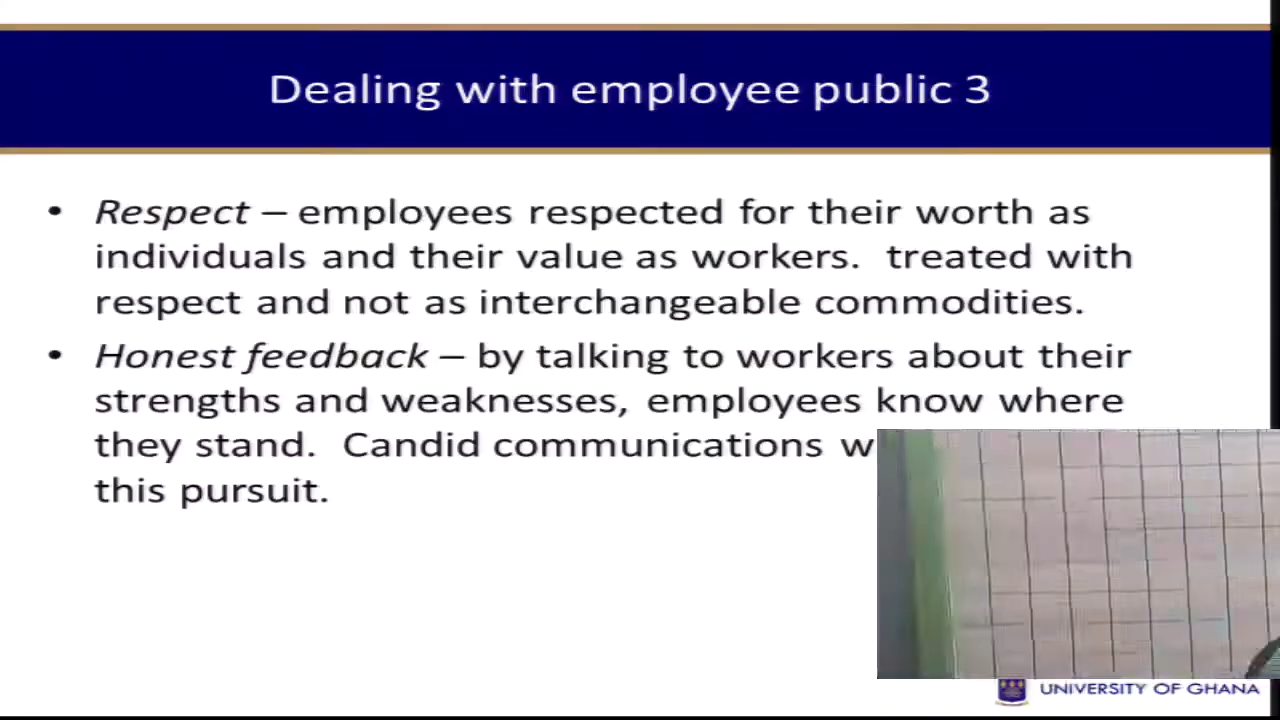 Dealing with employee public 3
• Respect – employees respected for their worth as
individuals and their value as workers. treated with
respect and not as interchangeable commodities.
• Honest feedback – by talking to workers about their
strengths and weaknesses, employees know where
they stand. Candid communications
this pursuit.
UNIVERSITY OF GHANA